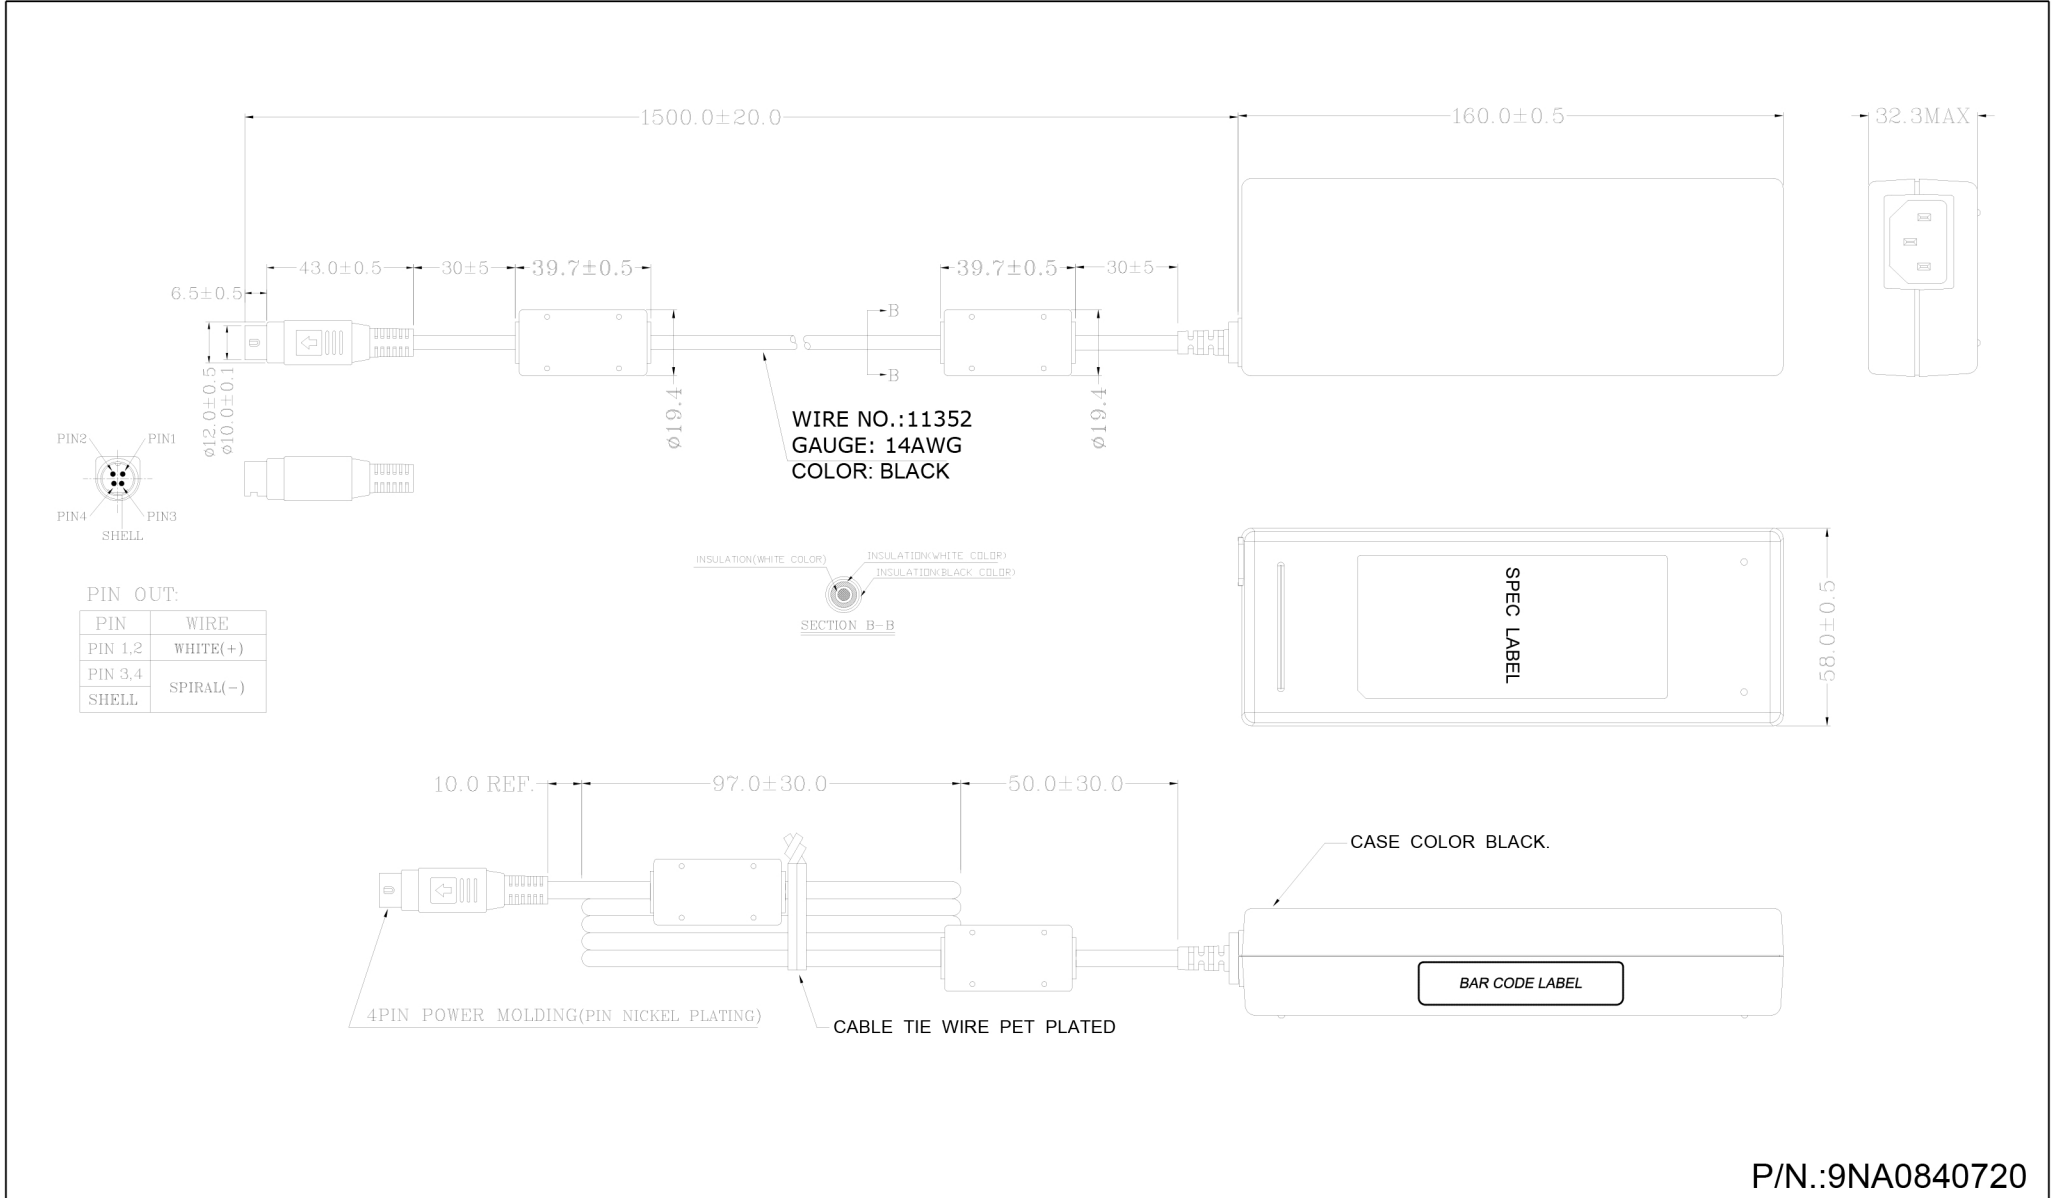 1500.0±20.0
160.0±0.5
32.3MAX
43.0±0.5
30±5
39.7±0.5
39.7±0.5
30±5
6.5±0.5
B
B
ø12.0±0.5
ø10.0±0.1
ø19.4
ø19.4
WIRE NO.:11352
GAUGE: 14AWG
COLOR: BLACK
PIN2
PIN1
PIN4
PIN3
SHELL
INSULATION(WHITE COLOR)
INSULATION(WHITE COLOR)
INSULATION(BLACK COLOR)
SECTION B-B
SPEC LABEL
58.0±0.5
PIN OUT:
PIN WIRE
PIN 1,2 WHITE(+)
PIN 3,4
SPIRAL(-)
SHELL
10.0 REF.
97.0±30.0
50.0±30.0
CASE COLOR BLACK.
BAR CODE LABEL
4PIN POWER MOLDING(PIN NICKEL PLATING)
CABLE TIE WIRE PET PLATED
P/N.:9NA0840720